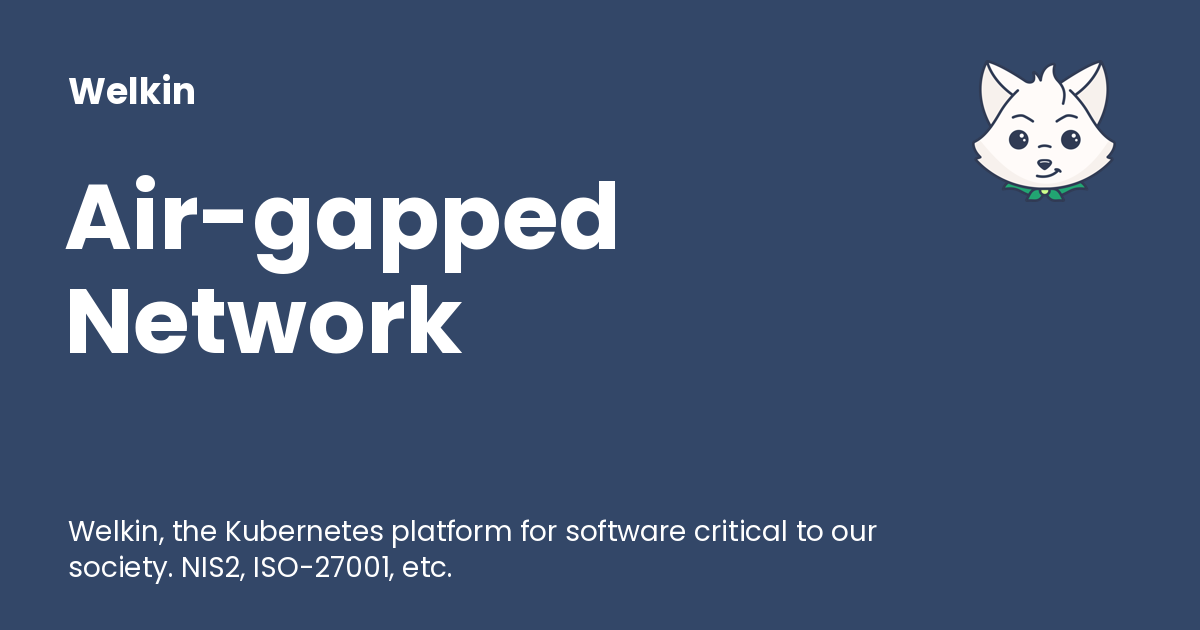 Welkin
Air-gapped
Network
Welkin, the Kubernetes platform for software critical to our
society. NIS2, ISO-27001, etc.